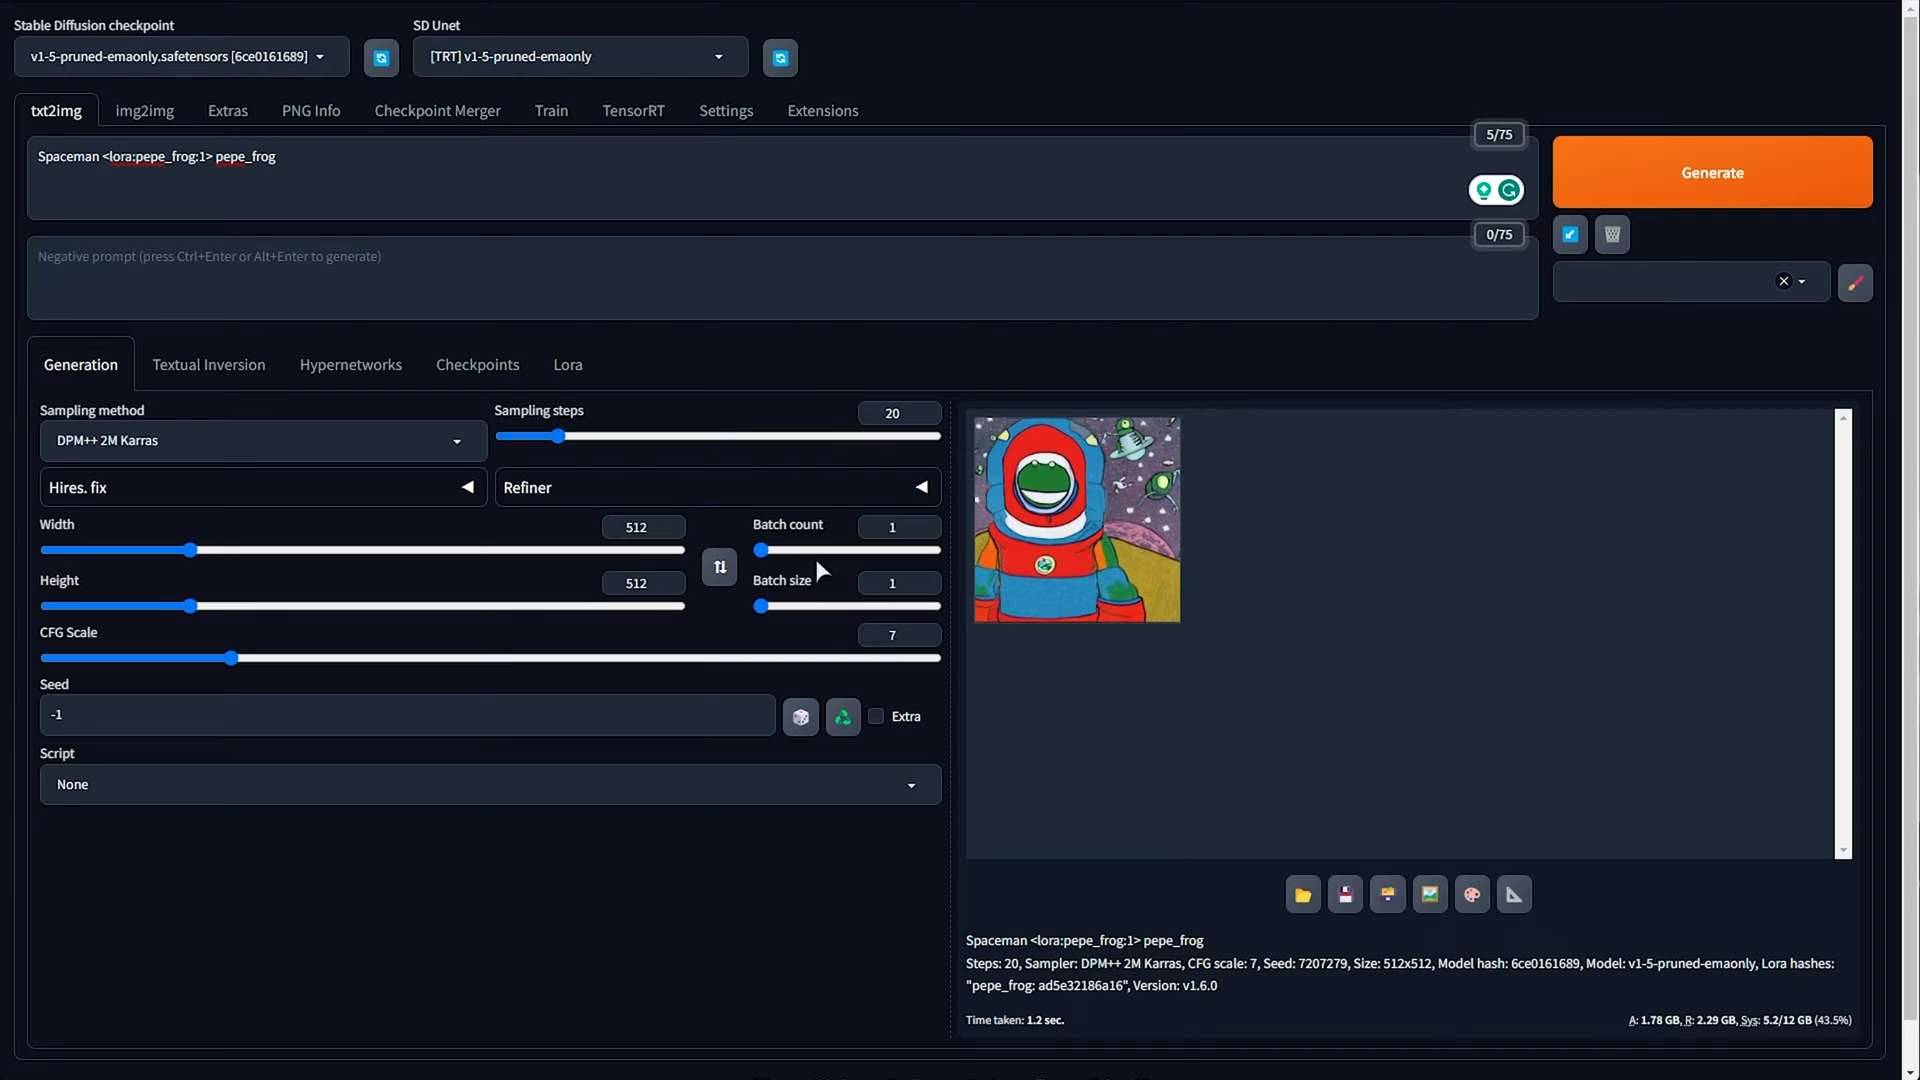 Stable Diffusion checkpoint
SD Unet
v1-5-pruned-emaonly.safetensors [6ce0161689]
[TRT] v1-5-pruned-emaonly
txt2img
img2img
Extras
PNG Info
Checkpoint Merger
Train
TensorRT
Settings
Extensions
5/75
Spaceman <lora:pepe_frog:1> pepe_frog
Generate
0/75
Negative prompt (press Ctrl+Enter or Alt+Enter to generate)
Generation
Textual Inversion
Hypernetworks
Checkpoints
Lora
Sampling method
DPM++ 2M Karras
Sampling steps
20
Hires. fix
Refiner
Width
512
Batch count
1
Height
512
Batch size
1
CFG Scale
7
Seed
-1
Extra
Script
None
Spaceman <lora:pepe_frog:1> pepe_frog
Steps: 20, Sampler: DPM++ 2M Karras, CFG scale: 7, Seed: 7207279, Size: 512x512, Model hash: 6ce0161689, Model: v1-5-pruned-emaonly, Lora hashes:
"pepe_frog: ad5e32186a16", Version: v1.6.0
Time taken: 1.2 sec.
A: 1.78 GB, R: 2.29 GB, Sys: 5.2/12 GB (43.5%)